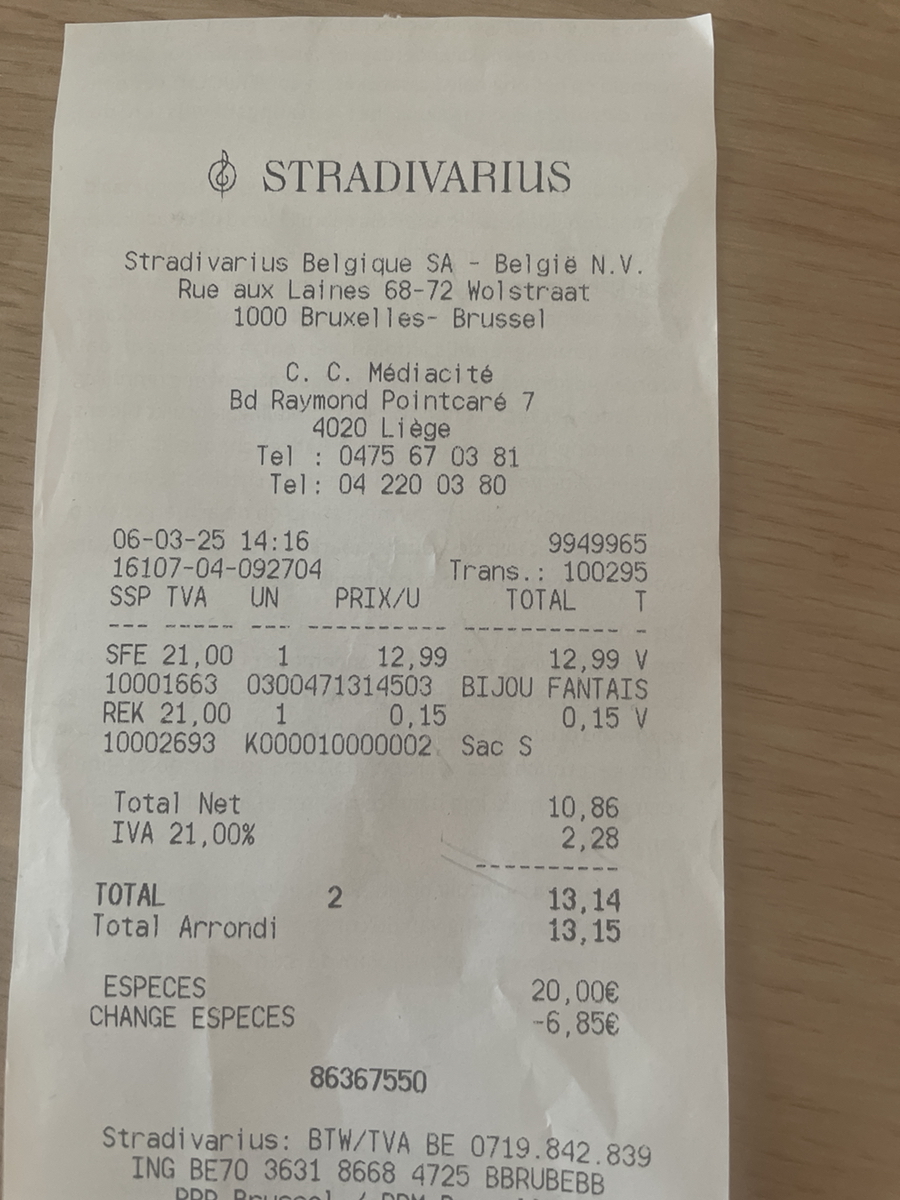 STRADIVARIUS
Stradivarius Belgique SA - België N.V.
Rue aux Laines 68-72 Wolstraat
1000 Bruxelles- Brussel
C. C. Médiacité
Bd Raymond Pointcaré 7
4020 Liège
Tel : 0475 67 03 81
Tel: 04 220 03 80
06-03-25 14:16 9949965
16107-04-092704 Trans.: 100295
SSP TVA UN PRIX/U TOTAL T
--- ----- --- ---------- ----------- -
SFE 21,00 1 12,99 12,99 V
10001663 0300471314503 BIJOU FANTAIS
REK 21,00 1 0,15 0,15 V
10002693 K000010000002 Sac S
Total Net 10,86
IVA 21,00% 2,28
----------
TOTAL 2 13,14
Total Arrondi 13,15
ESPECES 20,00€
CHANGE ESPECES -6,85€
86367550
Stradivarius: BTW/TVA BE 0719.842.839
ING BE70 3631 8668 4725 BBRUBEBB